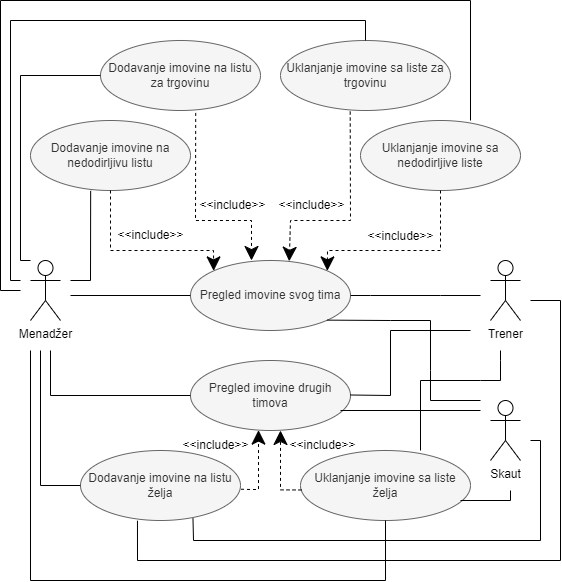 Dodavanje imovine na listu
za trgovinu
Uklanjanje imovine sa liste za
trgovinu
Dodavanje imovine na
nedodirljivu listu
Uklanjanje imovine sa
nedodirljive liste
<<include>>
<<include>>
<<include>>
<<include>>
Pregled imovine svog tima
Menadžer
Trener
Pregled imovine drugih
timova
<<include>>
<<include>>
Dodavanje imovine na listu
želja
Uklanjanje imovine sa liste
želja
Skaut